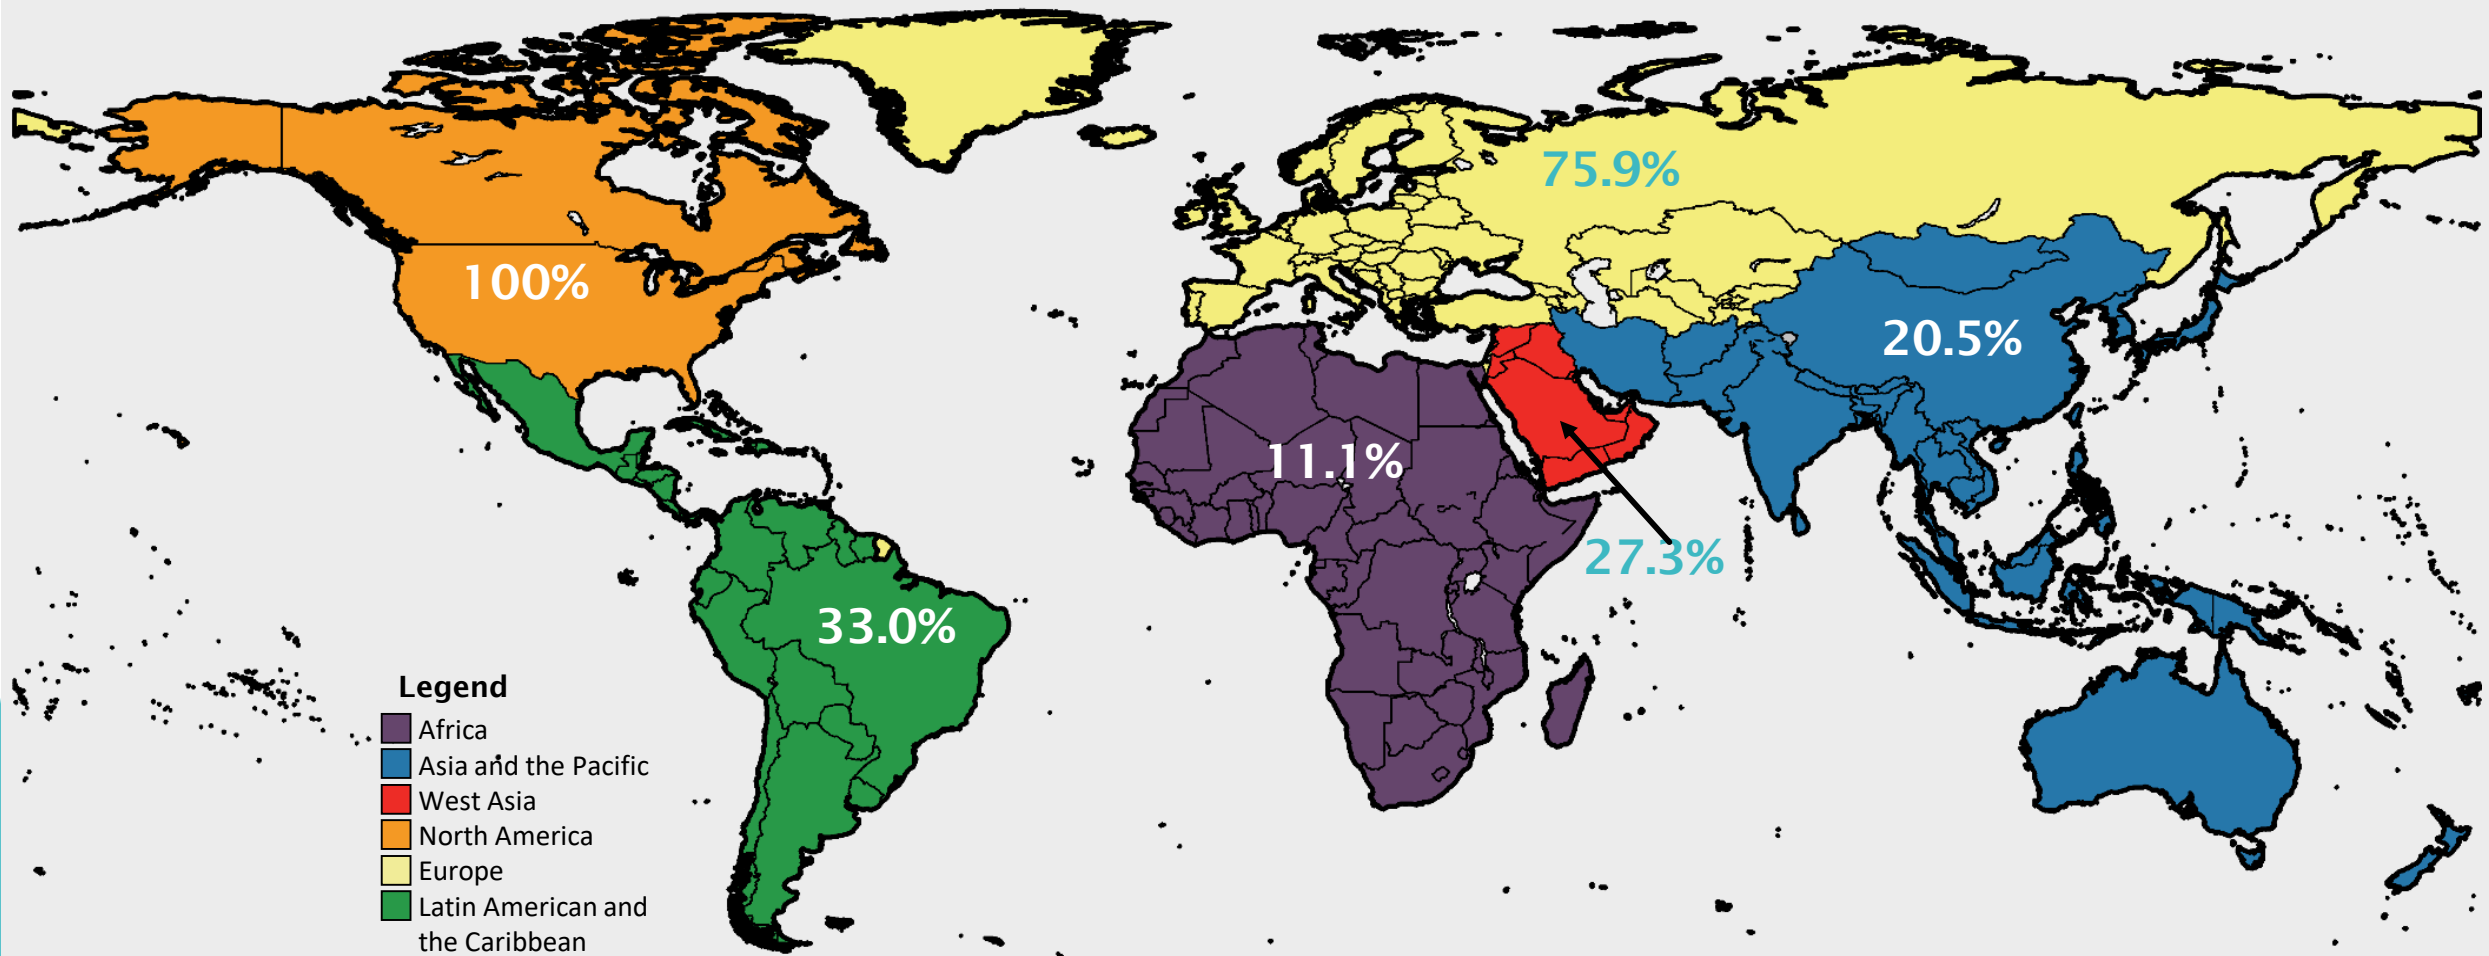 75.9%
100%
20.5%
11.1%
27.3%
33.0%
Legend
Africa
Asia and the Pacific
West Asia
North America
Europe
Latin American and
the Caribbean